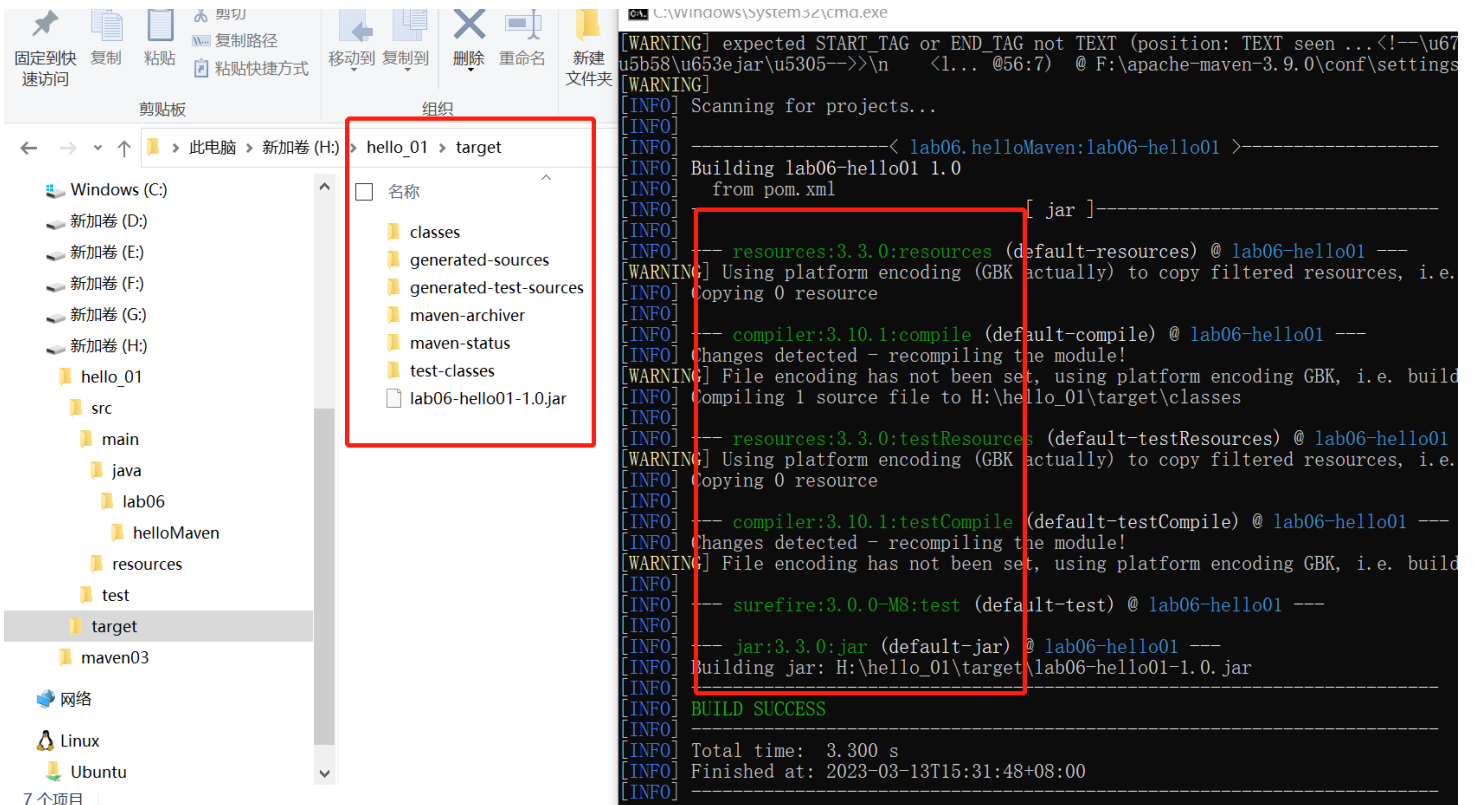 剪切
复制路径
粘贴快捷方式
固定到快
速访问
复制
粘贴
移动到
复制到
删除
重命名
新建
文件夹
剪贴板
组织
此电脑 > 新加卷 (H:) > hello_01 > target
Windows (C:)
新加卷 (D:)
新加卷 (E:)
新加卷 (F:)
新加卷 (G:)
新加卷 (H:)
hello_01
src
main
java
lab06
helloMaven
resources
test
target
maven03
网络
Linux
Ubuntu
7 个项目
名称
classes
generated-sources
generated-test-sources
maven-archiver
maven-status
test-classes
lab06-hello01-1.0.jar
C:\Windows\System32\cmd.exe
[WARNING] expected START_TAG or END_TAG not TEXT (position: TEXT seen ...<!--\u67
u5b58\u653ejar\u5305-->>\n    <l... @56:7)  @ F:\apache-maven-3.9.0\conf\settings
[WARNING]
[INFO] Scanning for projects...
[INFO]
[INFO] -------------------< lab06.helloMaven:lab06-hello01 >-------------------
[INFO] Building lab06-hello01 1.0
[INFO]   from pom.xml
[INFO] --------------------------------[ jar ]---------------------------------
[INFO]
[INFO] --- resources:3.3.0:resources (default-resources) @ lab06-hello01 ---
[WARNING] Using platform encoding (GBK actually) to copy filtered resources, i.e.
[INFO] Copying 0 resource
[INFO]
[INFO] --- compiler:3.10.1:compile (default-compile) @ lab06-hello01 ---
[INFO] Changes detected - recompiling the module!
[WARNING] File encoding has not been set, using platform encoding GBK, i.e. build
[INFO] Compiling 1 source file to H:\hello_01\target\classes
[INFO]
[INFO] --- resources:3.3.0:testResources (default-testResources) @ lab06-hello01
[WARNING] Using platform encoding (GBK actually) to copy filtered resources, i.e.
[INFO] Copying 0 resource
[INFO]
[INFO] --- compiler:3.10.1:testCompile (default-testCompile) @ lab06-hello01 ---
[INFO] Changes detected - recompiling the module!
[WARNING] File encoding has not been set, using platform encoding GBK, i.e. build
[INFO]
[INFO] --- surefire:3.0.0-M8:test (default-test) @ lab06-hello01 ---
[INFO]
[INFO] --- jar:3.3.0:jar (default-jar) @ lab06-hello01 ---
[INFO] Building jar: H:\hello_01\target\lab06-hello01-1.0.jar
[INFO] ------------------------------------------------------------------------
[INFO] BUILD SUCCESS
[INFO] ------------------------------------------------------------------------
[INFO] Total time:  3.300 s
[INFO] Finished at: 2023-03-13T15:31:48+08:00
[INFO] ------------------------------------------------------------------------